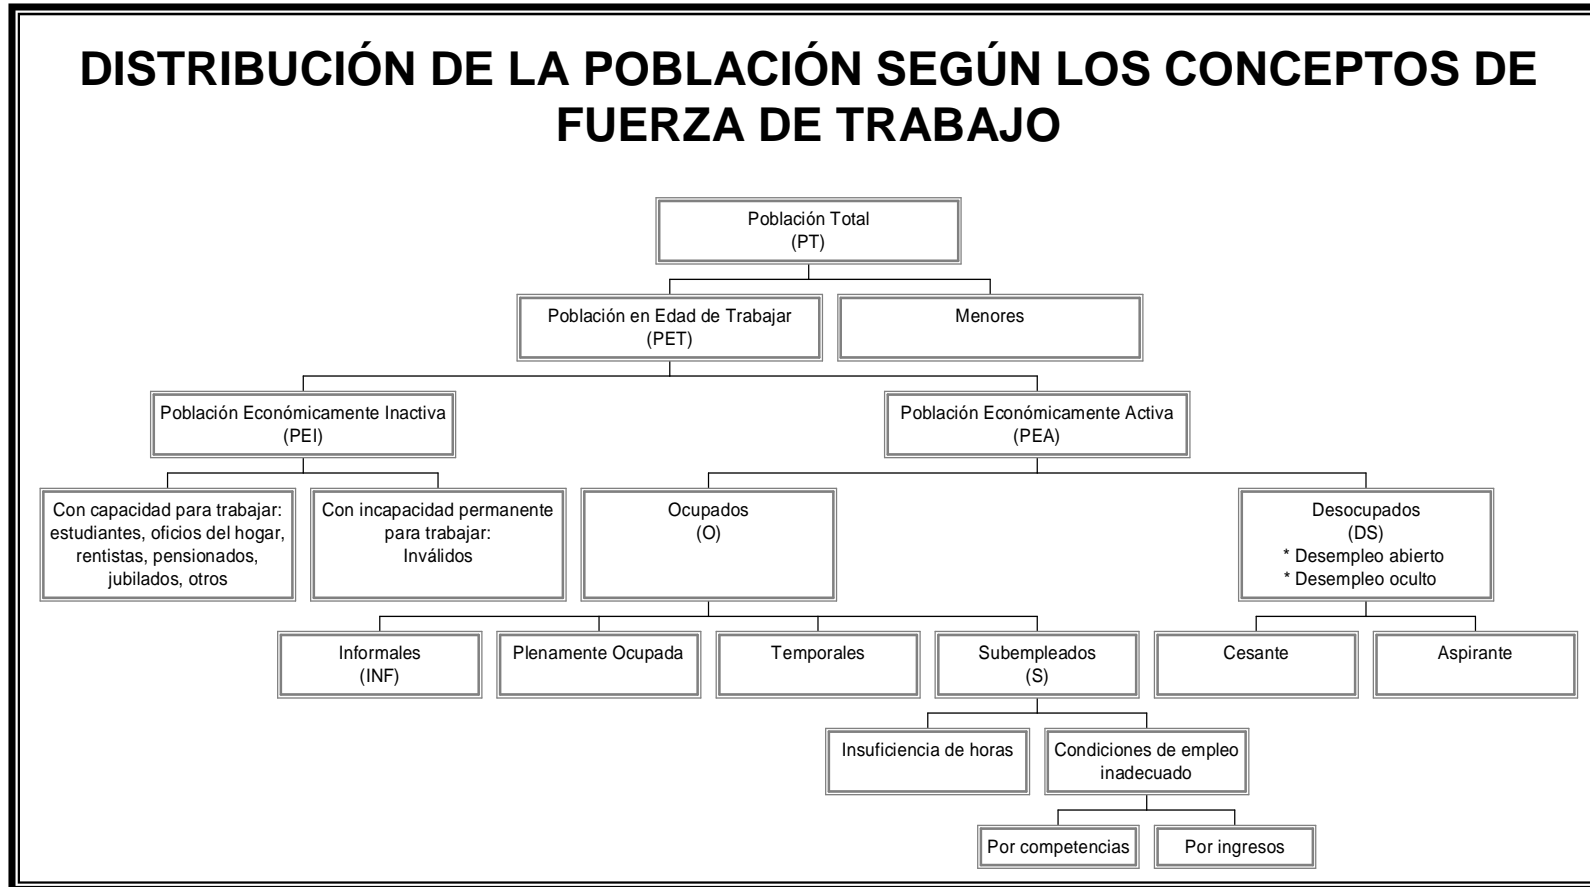 DISTRIBUCIÓN DE LA POBLACIÓN SEGÚN LOS CONCEPTOS DE
FUERZA DE TRABAJO
Población Total
(PT)
Población en Edad de Trabajar
(PET)
Menores
Población Económicamente Inactiva
(PEI)
Población Económicamente Activa
(PEA)
Con capacidad para trabajar:
estudiantes, oficios del hogar,
rentistas, pensionados,
jubilados, otros
Con incapacidad permanente
para trabajar:
Inválidos
Ocupados
(O)
Desocupados
(DS)
* Desempleo abierto
* Desempleo oculto
Informales
(INF)
Plenamente Ocupada
Temporales
Subempleados
(S)
Cesante
Aspirante
Insuficiencia de horas
Condiciones de empleo
inadecuado
Por competencias
Por ingresos